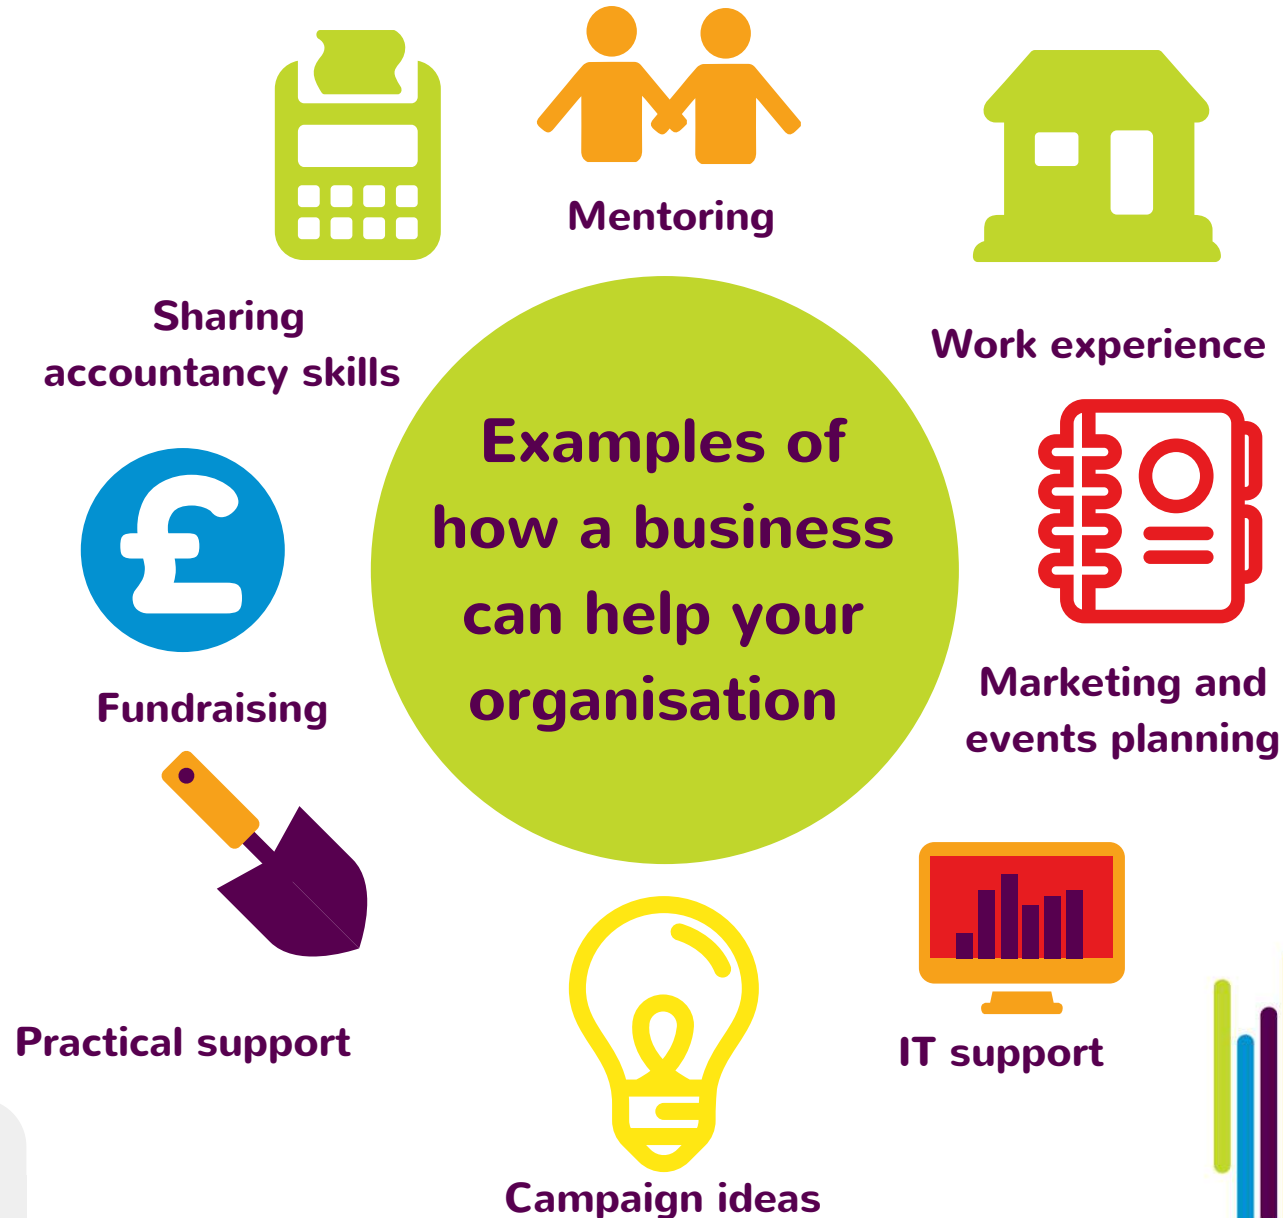 Mentoring
Sharing
accountancy skills
Work experience
Examples of
how a business
can help your
organisation
£
Fundraising
Marketing and
events planning
Practical support
IT support
Campaign ideas